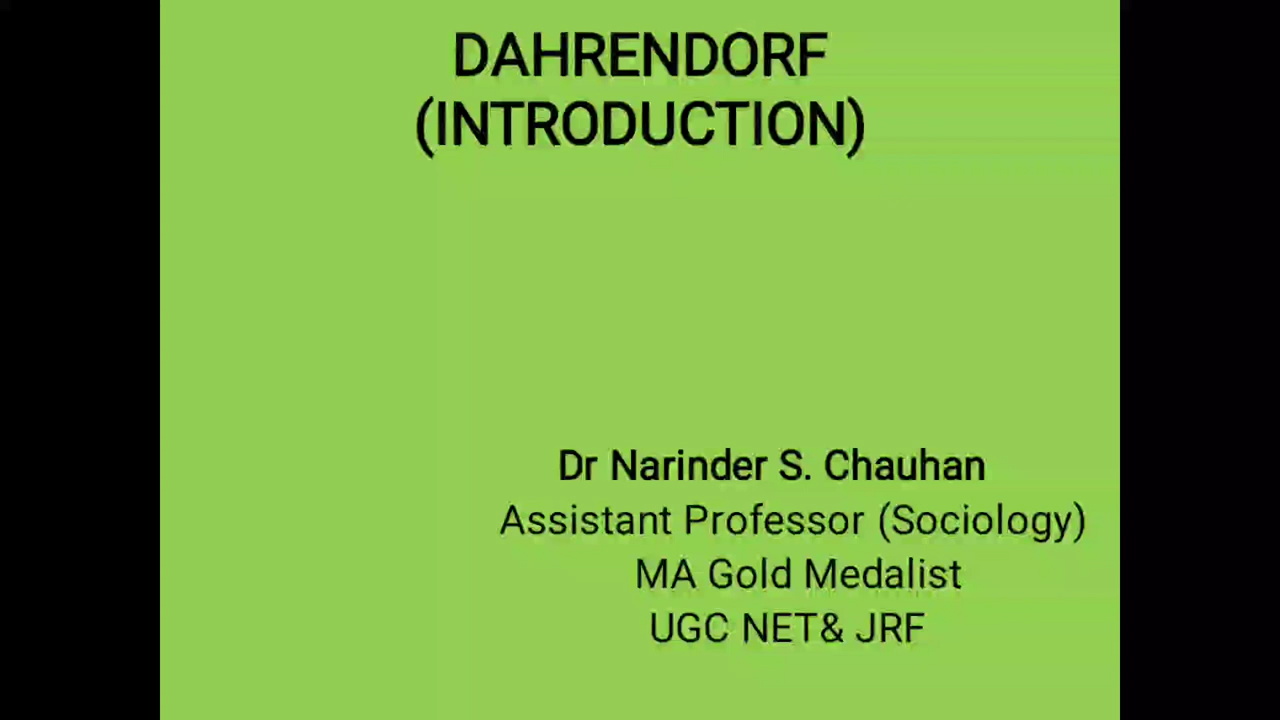 DAHRENDORF
(INTRODUCTION)
Dr Narinder S. Chauhan
Assistant Professor (Sociology)
MA Gold Medalist
UGC NET& JRF